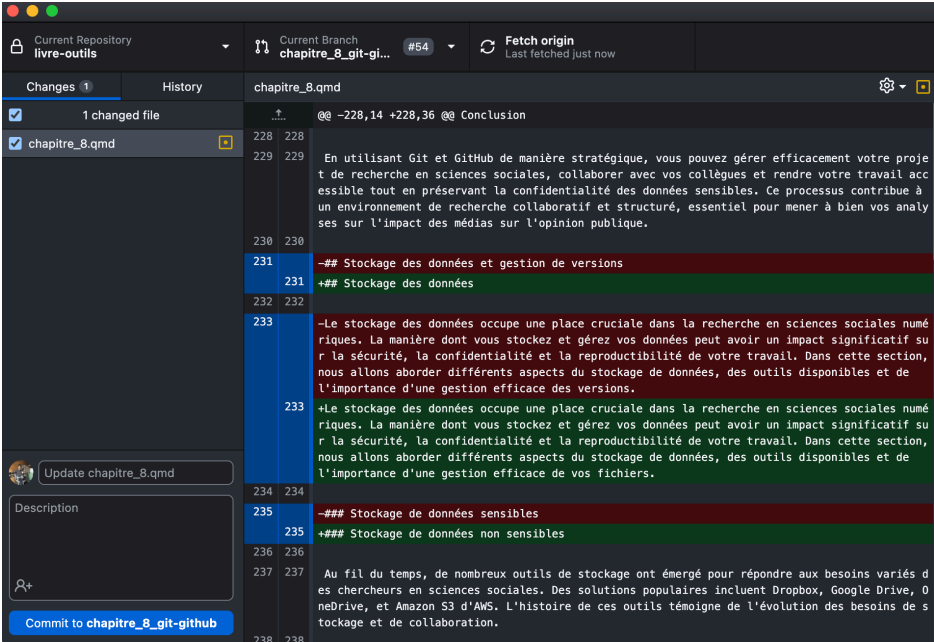 Current Repository
livre-outils
Current Branch
chapitre_8_git-gi...
#54
Fetch origin
Last fetched just now
Changes 1
History
chapitre_8.qmd
1 changed file
@@ -228,14 +228,36 @@ Conclusion
chapitre_8.qmd
228 228
229 229 En utilisant Git et GitHub de manière stratégique, vous pouvez gérer efficacement votre proje
t de recherche en sciences sociales, collaborer avec vos collègues et rendre votre travail acc
essible tout en préservant la confidentialité des données sensibles. Ce processus contribue à
un environnement de recherche collaboratif et structuré, essentiel pour mener à bien vos analy
ses sur l'impact des médias sur l'opinion publique.
230 230
231 -## Stockage des données et gestion de versions
231 +## Stockage des données
232 232
233 -Le stockage des données occupe une place cruciale dans la recherche en sciences sociales numé
riques. La manière dont vous stockez et gérez vos données peut avoir un impact significatif su
r la sécurité, la confidentialité et la reproductibilité de votre travail. Dans cette section,
nous allons aborder différents aspects du stockage de données, des outils disponibles et de
l'importance d'une gestion efficace des versions.
233 +Le stockage des données occupe une place cruciale dans la recherche en sciences sociales numé
riques. La manière dont vous stockez et gérez vos données peut avoir un impact significatif su
r la sécurité, la confidentialité et la reproductibilité de votre travail. Dans cette section,
nous allons aborder différents aspects du stockage de données, des outils disponibles et de
l'importance d'une gestion efficace de vos fichiers.
234 234
235 -### Stockage de données sensibles
235 +### Stockage de données non sensibles
236 236
237 237 Au fil du temps, de nombreux outils de stockage ont émergé pour répondre aux besoins variés d
es chercheurs en sciences sociales. Des solutions populaires incluent Dropbox, Google Drive, O
neDrive, et Amazon S3 d'AWS. L'histoire de ces outils témoigne de l'évolution des besoins de s
tockage et de collaboration.
238 238
Update chapitre_8.qmd
Description
Commit to chapitre_8_git-github